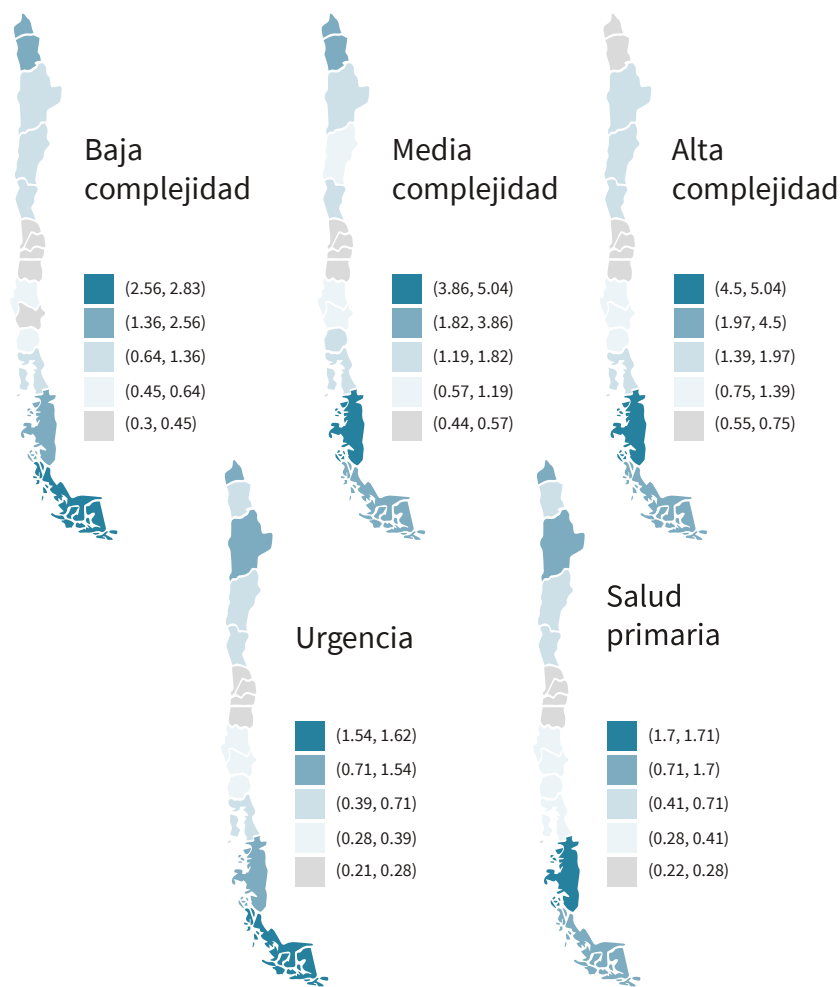 Baja
complejidad
(2.56, 2.83)
(1.36, 2.56)
(0.64, 1.36)
(0.45, 0.64)
(0.3, 0.45)
Media
complejidad
(3.86, 5.04)
(1.82, 3.86)
(1.19, 1.82)
(0.57, 1.19)
(0.44, 0.57)
Alta
complejidad
(4.5, 5.04)
(1.97, 4.5)
(1.39, 1.97)
(0.75, 1.39)
(0.55, 0.75)
Urgencia
(1.54, 1.62)
(0.71, 1.54)
(0.39, 0.71)
(0.28, 0.39)
(0.21, 0.28)
Salud
primaria
(1.7, 1.71)
(0.71, 1.7)
(0.41, 0.71)
(0.28, 0.41)
(0.22, 0.28)